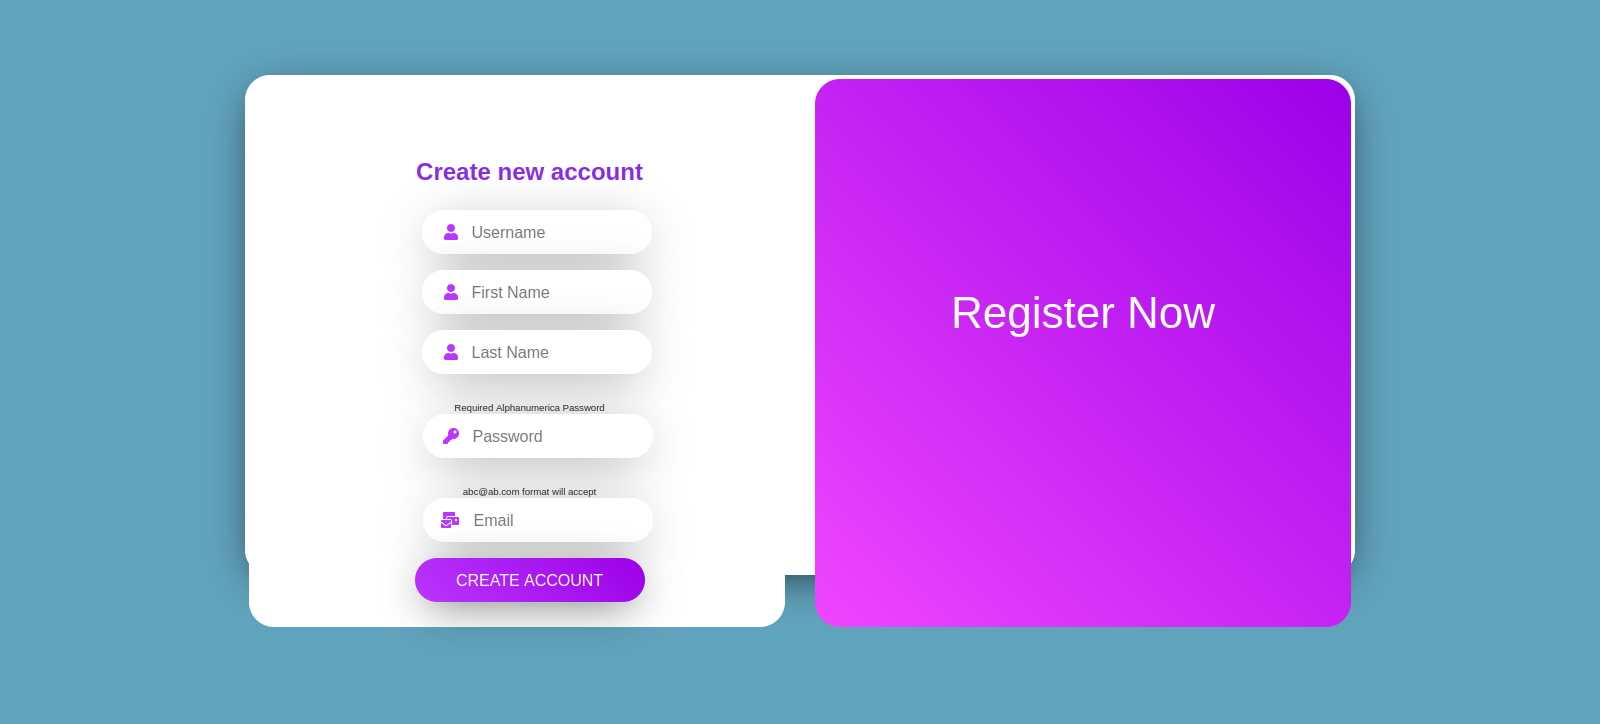 Create new account
Username
First Name
Last Name
Required Alphanumerica Password
Password
abc@ab.com format will accept
Email
CREATE ACCOUNT
Register Now